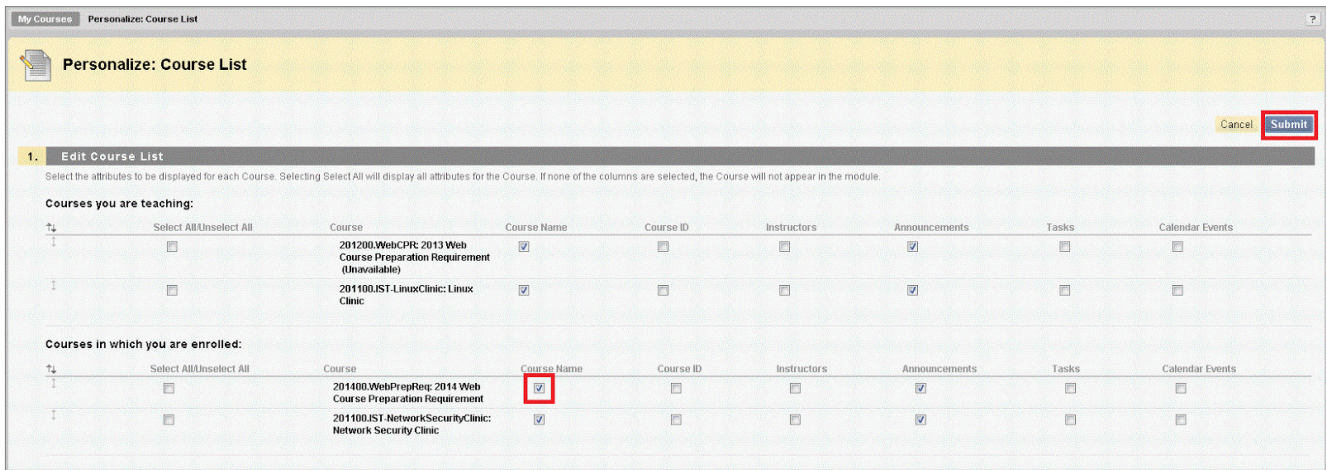 My Courses Personalize: Course List ?
Personalize: Course List
Cancel Submit
1. Edit Course List
Select the attributes to be displayed for each Course. Selecting Select All will display all attributes for the Course. If none of the columns are selected, the Course will not appear in the module.
Courses you are teaching:
Select All/Unselect All Course Course Name Course ID Instructors Announcements Tasks Calendar Events
201200.WebCPR: 2013 Web
Course Preparation Requirement
(Unavailable)
201100.IST-LinuxClinic: Linux
Clinic
Courses in which you are enrolled:
Select All/Unselect All Course Course Name Course ID Instructors Announcements Tasks Calendar Events
201400.WebPrepReq: 2014 Web
Course Preparation Requirement
201100.IST-NetworkSecurityClinic:
Network Security Clinic